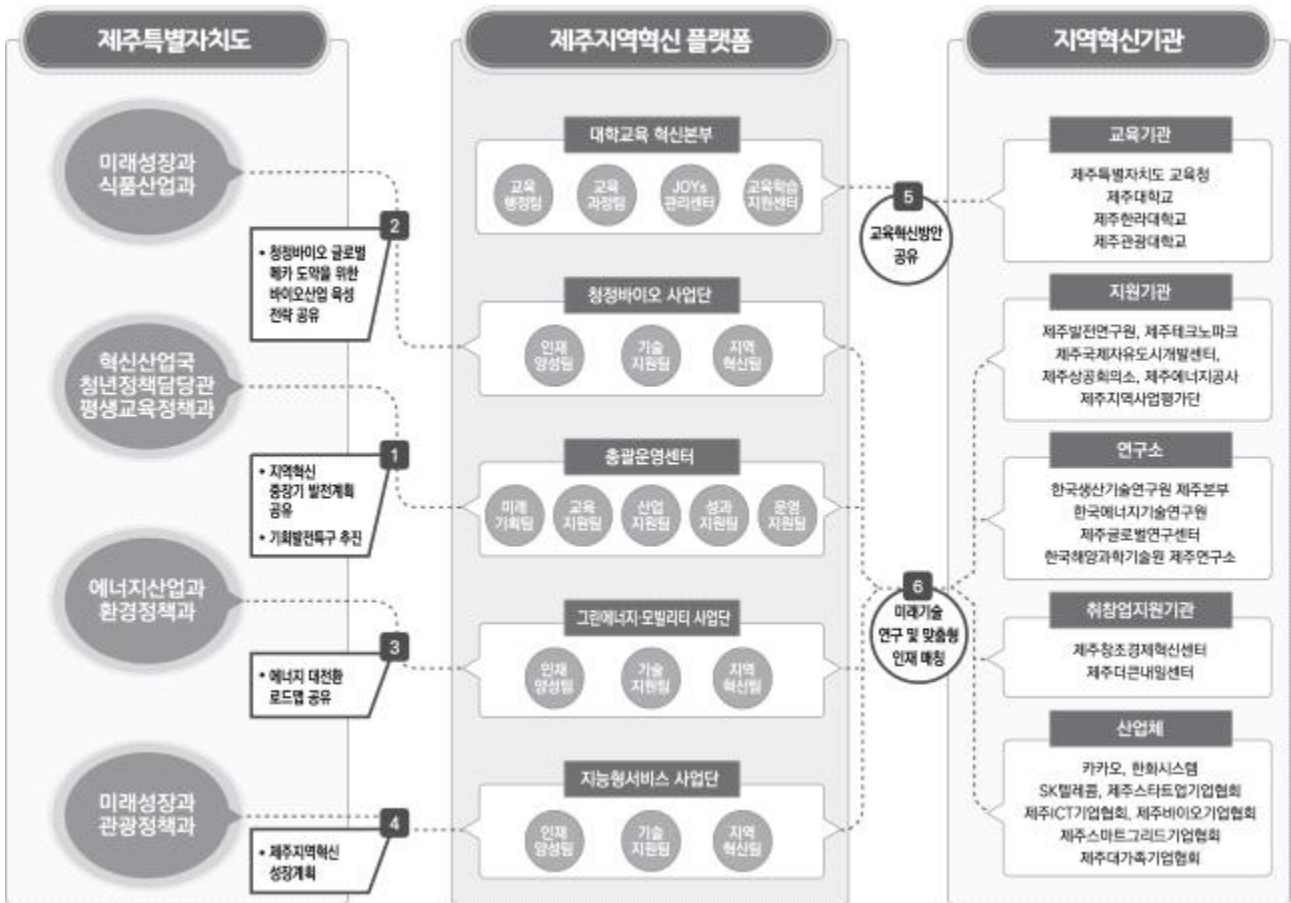 제주특별자치도
미래성장과
식품산업과
2
• 청정바이오 글로벌
메카 도약을 위한
바이오산업 육성
전략 공유
혁신산업국
청년정책담당관
평생교육정책과
1
• 지역혁신
중장기 발전계획
공유
• 기회발전특구 추진
에너지산업과
환경정책과
3
• 에너지 대전환
로드맵 공유
미래성장과
관광정책과
4
• 제주지역혁신
성장계획
제주지역혁신 플랫폼
대학교육 혁신본부
교육
행정팀
교육
과정팀
JOYs
관리센터
교육학습
지원센터
청정바이오 사업단
인재
양성팀
기술
지원팀
지역
혁신팀
총괄운영센터
미래
기획팀
교육
지원팀
산업
지원팀
성과
지원팀
운영
지원팀
그린에너지·모빌리티 사업단
인재
양성팀
기술
지원팀
지역
혁신팀
지능형서비스 사업단
인재
양성팀
기술
지원팀
지역
혁신팀
5
교육혁신방안
공유
6
미래기술
연구 및 맞춤형
인재 매칭
지역혁신기관
교육기관
제주특별자치도 교육청
제주대학교
제주한라대학교
제주관광대학교
지원기관
제주발전연구원, 제주테크노파크
제주국제자유도시개발센터,
제주상공회의소, 제주에너지공사
제주지역사업평가단
연구소
한국생산기술연구원 제주본부
한국에너지기술연구원
제주글로벌연구센터
한국해양과학기술원 제주연구소
취창업지원기관
제주창조경제혁신센터
제주더큰내일센터
산업체
카카오, 한화시스템
SK텔레콤, 제주스타트업기업협회
제주ICT기업협회, 제주바이오기업협회
제주스마트그리드기업협회
제주대가족기업협회